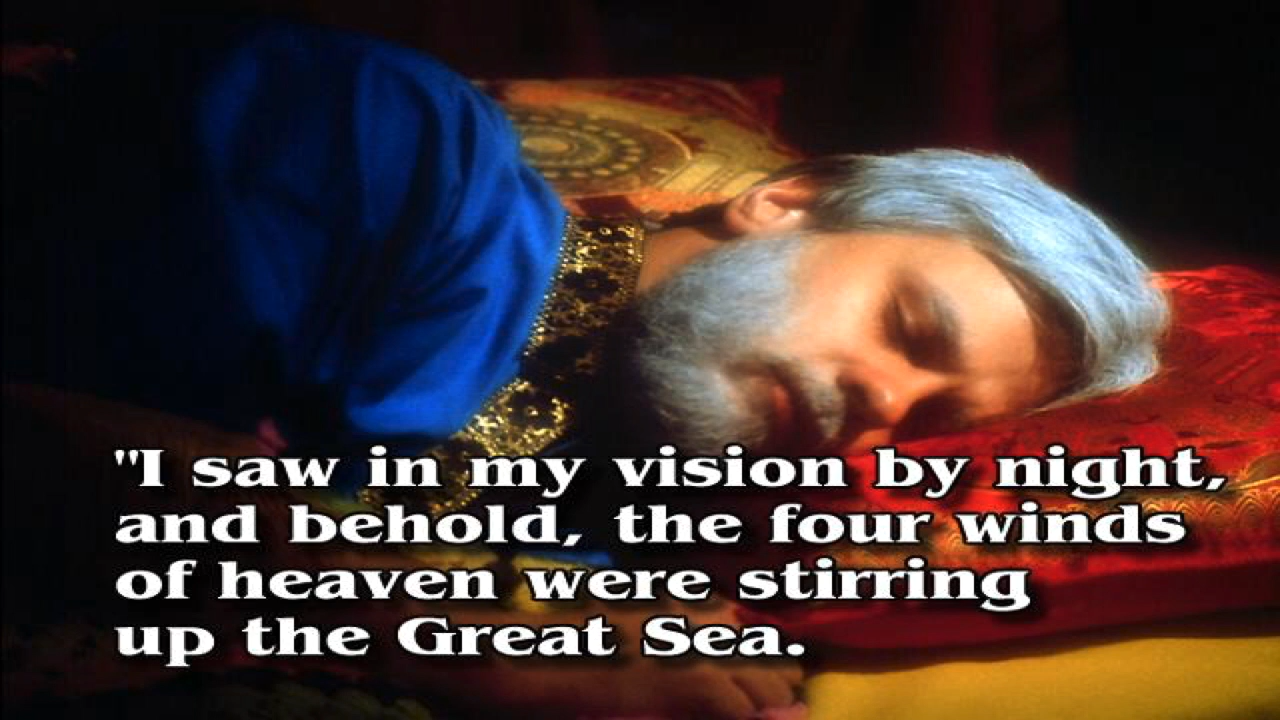 "I saw in my vision by night,
and behold, the four winds
of heaven were stirring
up the Great Sea.